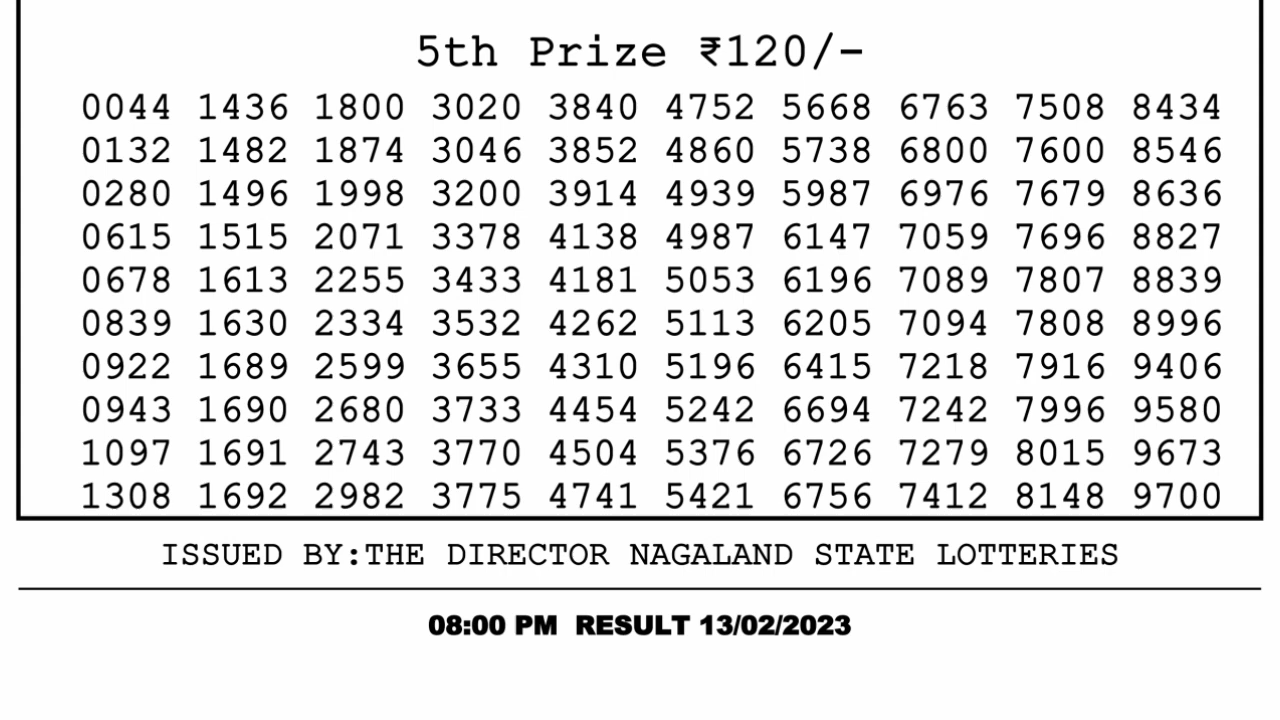 5th Prize ₹120/-
0044 1436 1800 3020 3840 4752 5668 6763 7508 8434
0132 1482 1874 3046 3852 4860 5738 6800 7600 8546
0280 1496 1998 3200 3914 4939 5987 6976 7679 8636
0615 1515 2071 3378 4138 4987 6147 7059 7696 8827
0678 1613 2255 3433 4181 5053 6196 7089 7807 8839
0839 1630 2334 3532 4262 5113 6205 7094 7808 8996
0922 1689 2599 3655 4310 5196 6415 7218 7916 9406
0943 1690 2680 3733 4454 5242 6694 7242 7996 9580
1097 1691 2743 3770 4504 5376 6726 7279 8015 9673
1308 1692 2982 3775 4741 5421 6756 7412 8148 9700
ISSUED BY:THE DIRECTOR NAGALAND STATE LOTTERIES
08:00 PM RESULT 13/02/2023